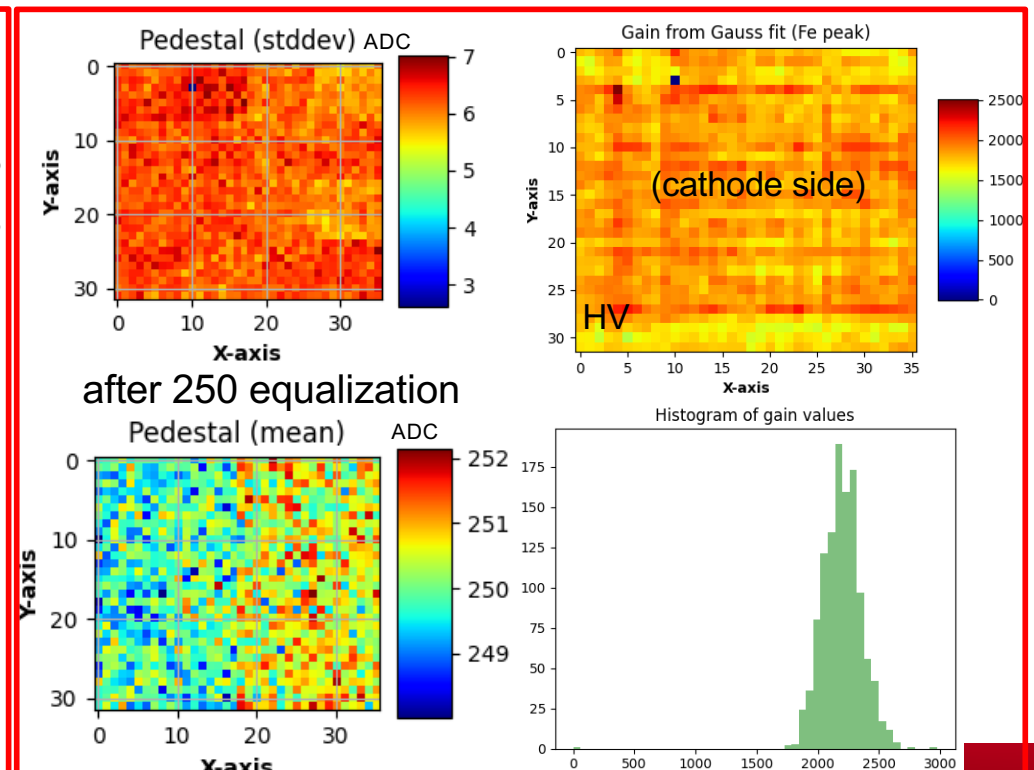 Pedestal (stddev) ADC
0
10
20
30
Y-axis
0 10 20 30
X-axis
7
6
5
4
3
Gain from Gauss fit (Fe peak)
0
5
10
15
20
25
30
Y-axis
(cathode side)
HV
0 5 10 15 20 25 30 35
X-axis
2500
2000
1500
1000
500
0
after 250 equalization
Pedestal (mean) ADC
0
10
20
30
Y-axis
0 10 20 30
X-axis
252
251
250
249
Histogram of gain values
175
150
125
100
75
50
25
0
0 500 1000 1500 2000 2500 3000